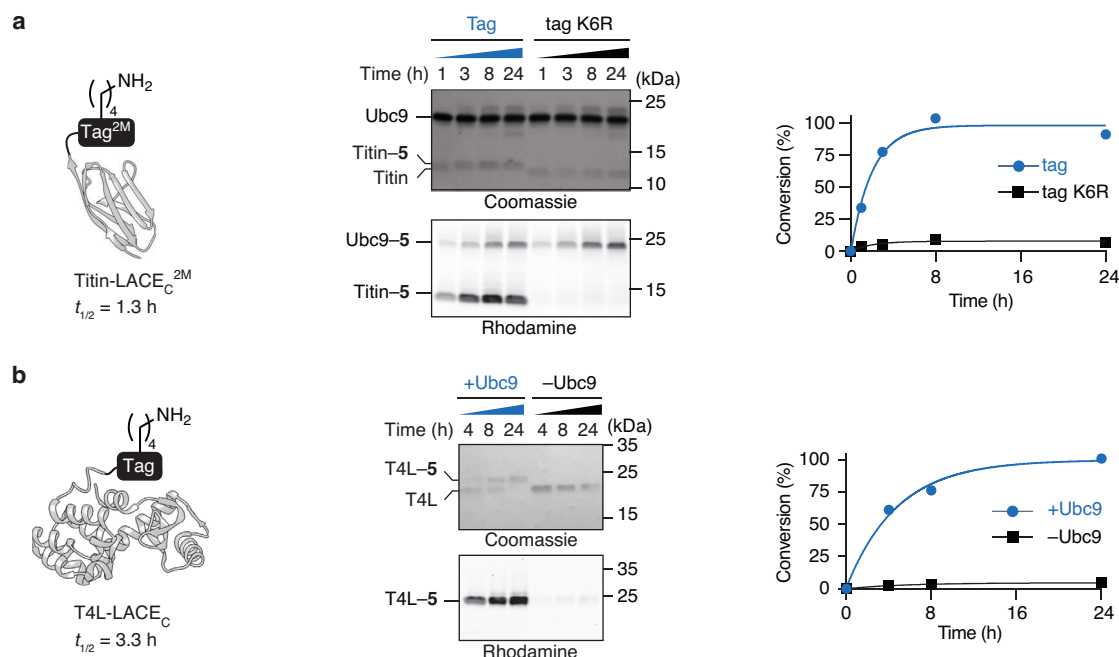 a
Tag tag K6R
Time (h) 1 3 8 24 1 3 8 24 (kDa)
NH2
4
Tag2M
Ubc9
Titin–5
Titin
25
15
10
Coomassie
Ubc9–5
Titin–5
25
15
Rhodamine
Titin-LACEC2M
t1/2 = 1.3 h
Conversion (%)
100
75
50
25
0
tag
tag K6R
0 8 16 24
Time (h)
b
+Ubc9 –Ubc9
Time (h) 4 8 24 4 8 24 (kDa)
NH2
4
Tag
T4L–5
T4L
35
25
15
Coomassie
T4L–5
35
25
Rhodamine
T4L-LACEC
t1/2 = 3.3 h
Conversion (%)
100
75
50
25
0
+Ubc9
–Ubc9
0 8 16 24
Time (h)